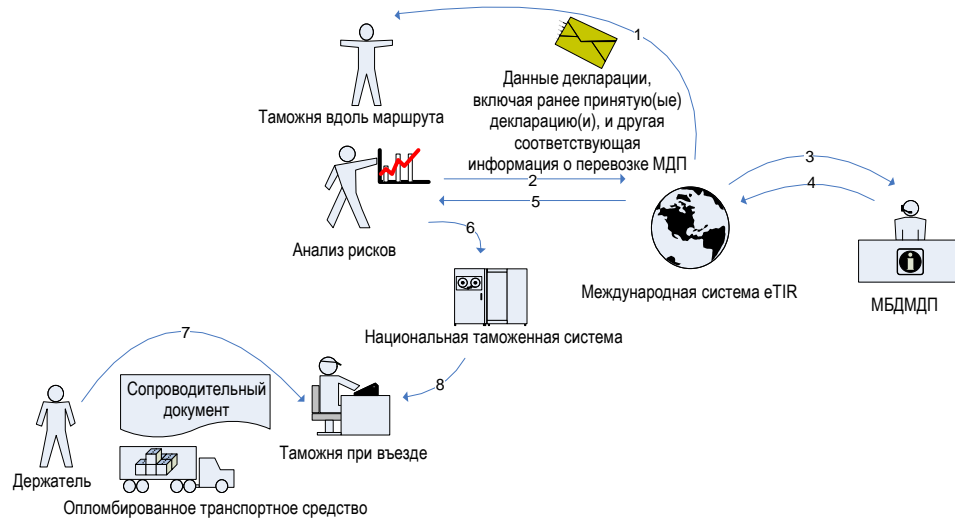 1
Данные декларации,
включая ранее принятую(ые)
декларацию(и), и другая
соответствующая
информация о перевозке МДП
Таможня вдоль маршрута
2
3
4
5
6
Анализ рисков
Международная система eTIR
МБДМДП
Национальная таможенная система
7
8
Сопроводительный
документ
Таможня при въезде
Держатель
Опломбированное транспортное средство